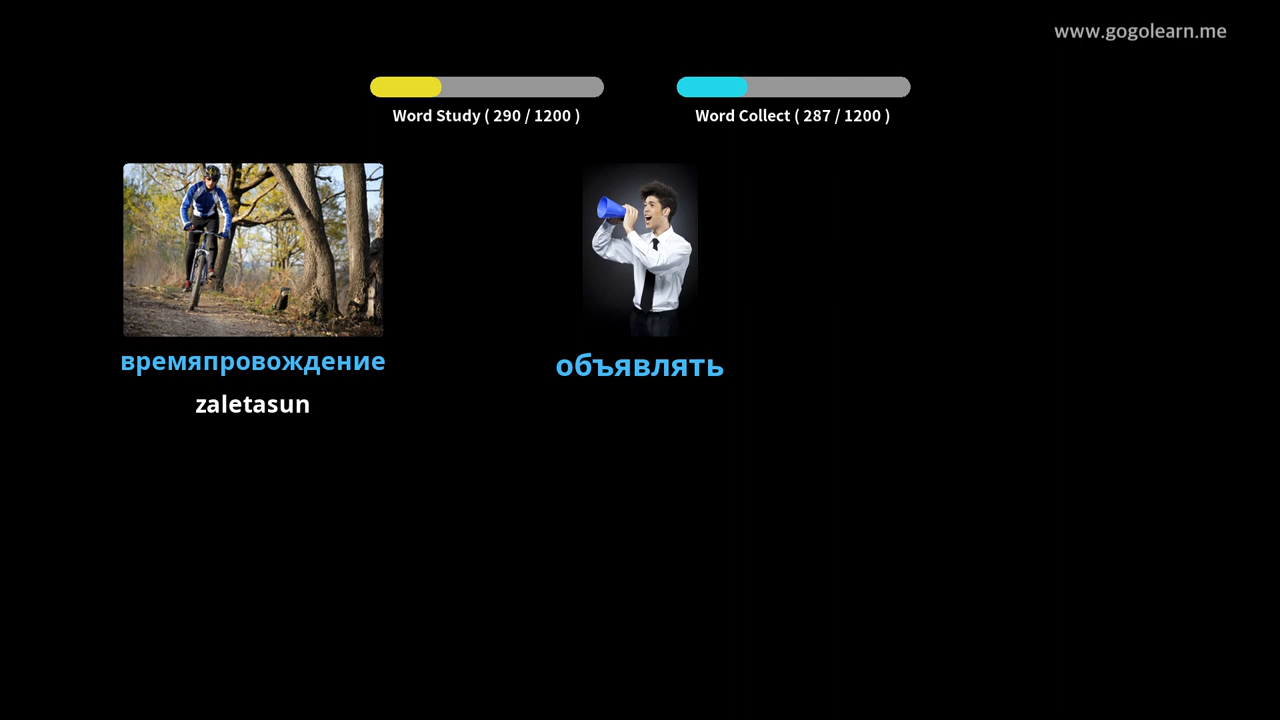 www.gogolearn.me
Word Study ( 290 / 1200 )
Word Collect ( 287 / 1200 )
времяпровождение
объявлять
zaletasun